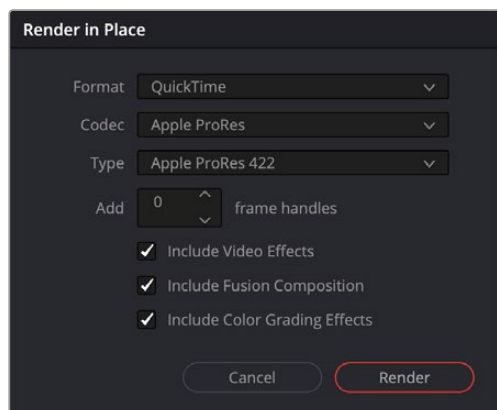 Render in Place
Format QuickTime
Codec Apple ProRes
Type Apple ProRes 422
Add 0 frame handles
Include Video Effects
Include Fusion Composition
Include Color Grading Effects
Cancel Render